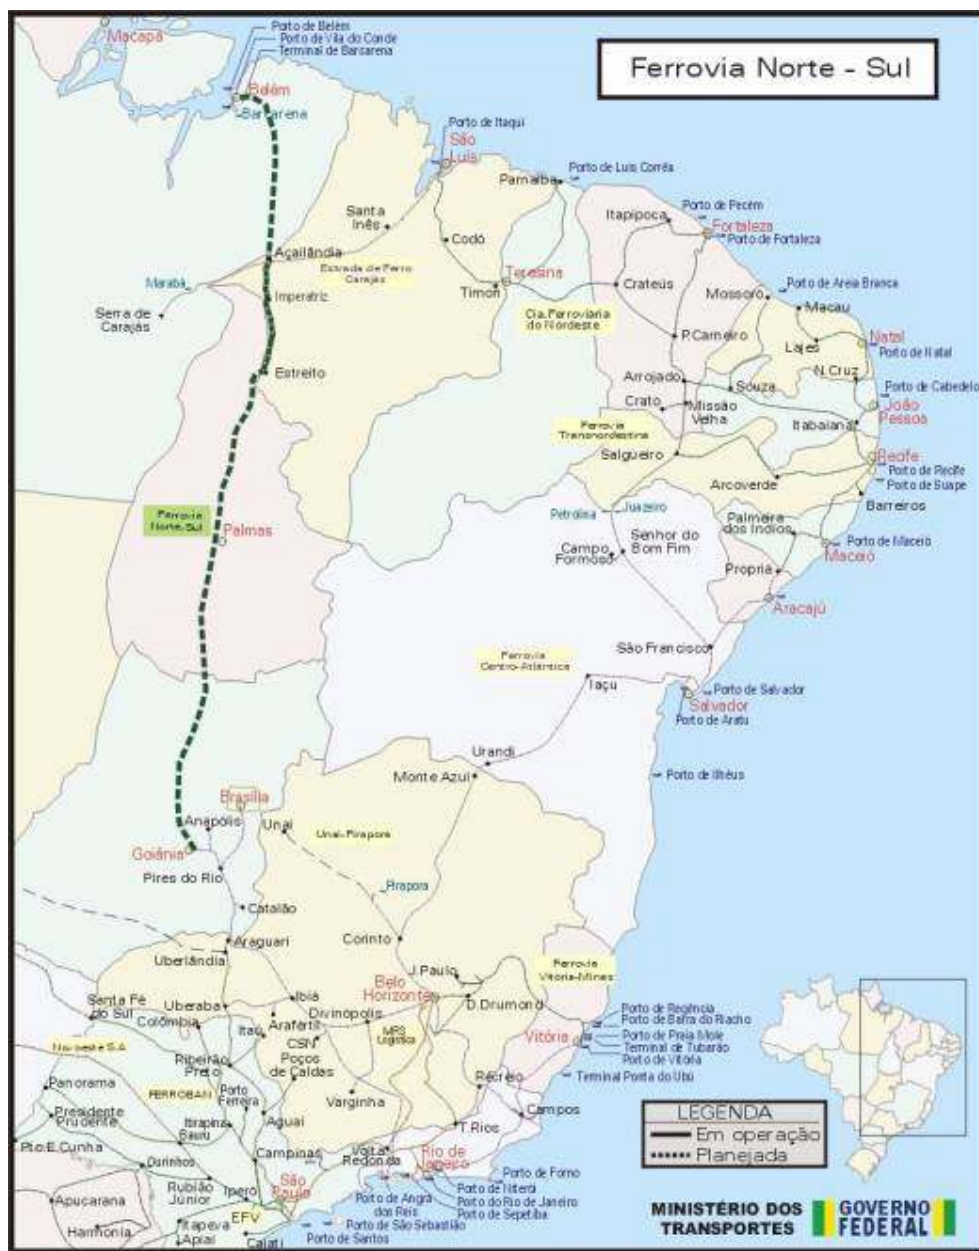 Macapá
Porto de Belém
Porto de Vila do Conde
Terminal de Barcarena
Ferrovia Norte - Sul
Belém
Barcarena
Porto de Itaqui
São
Luís
Parnaíba
Porto de Luis Corrêa
Santa
Inês
Itapipoca
Porto de Pecém
Fortaleza
Porto de Fortaleza
Codó
Açailândia
Estrada de Ferro
Carajás
Teresina
Timon
Crateús
Marabá
Imperatriz
Serra de
Carajás
Mossoró
Porto de Areia Branca
Macau
Cia. Ferroviária
do Nordeste
P.Carneiro
Lajes
Natal
Porto de Natal
Estreito
Arrojado
Souza
N.Cruz
Porto de Cabedelo
Crato
Missão
Velha
João
Pessoa
Itabaiana
Ferrovia
Transnordestina
Salgueiro
Recife
Porto de Recife
Porto de Suape
Arcoverde
Barreiros
Ferrovia
Norte-Sul
Palmas
Petrolina
Juazeiro
Palmeira
dos Indios
Senhor do
Bom Fim
Campo
Formoso
Porto de Maceió
Maceió
Propria
Aracajú
São Francisco
Ferrovia
Centro-Atlântica
Iaçu
Porto de Salvador
Salvador
Porto de Aratu
Urandi
Monte Azul
Porto de Ilhéus
Brasília
Anápolis
Unaí
Unaí-Pirapora
Goiânia
Pires do Rio
Pirapora
Catalão
Corinto
Araguari
Uberlândia
Ferrovia
Vitória-Minas
J.Paulo
Belo
Horizonte
D.Drumond
Santa Fé
do Sul
Uberaba
Ibiá
Colômbia
Itaú
Arafértil
Divinópolis
MRS
Logística
Porto de Regência
Porto de Barra do Riacho
Porto de Praia Mole
Terminal de Tubarão
Porto de Vitória
Vitória
Noroeste S.A.
CSN
Ribeirão
Preto
Poços
de Caldas
Terminal Ponta do Ubú
Panorama
FERROBAN
Porto
Ferreira
Recreio
Varginha
Campos
Presidente
Prudente
Itirapina
Bauru
Aguaí
T.Rios
LEGENDA
Em operação
Planejada
Pto.E.Cunha
Ourinhos
Campinas
Volta
Redonda
Rio de
Janeiro
Porto de Forno
Porto de Niterói
Porto do Rio de Janeiro
Porto de Sepetiba
Rubião
Júnior
Iperó
São
Paulo
Porto de Angra
dos Reis
Apucarana
EFV
Porto de São Sebastião
Porto de Santos
Harmonia
Itapeva
Apiaí
Cajati
MINISTÉRIO DOS
TRANSPORTES
GOVERNO
FEDERAL